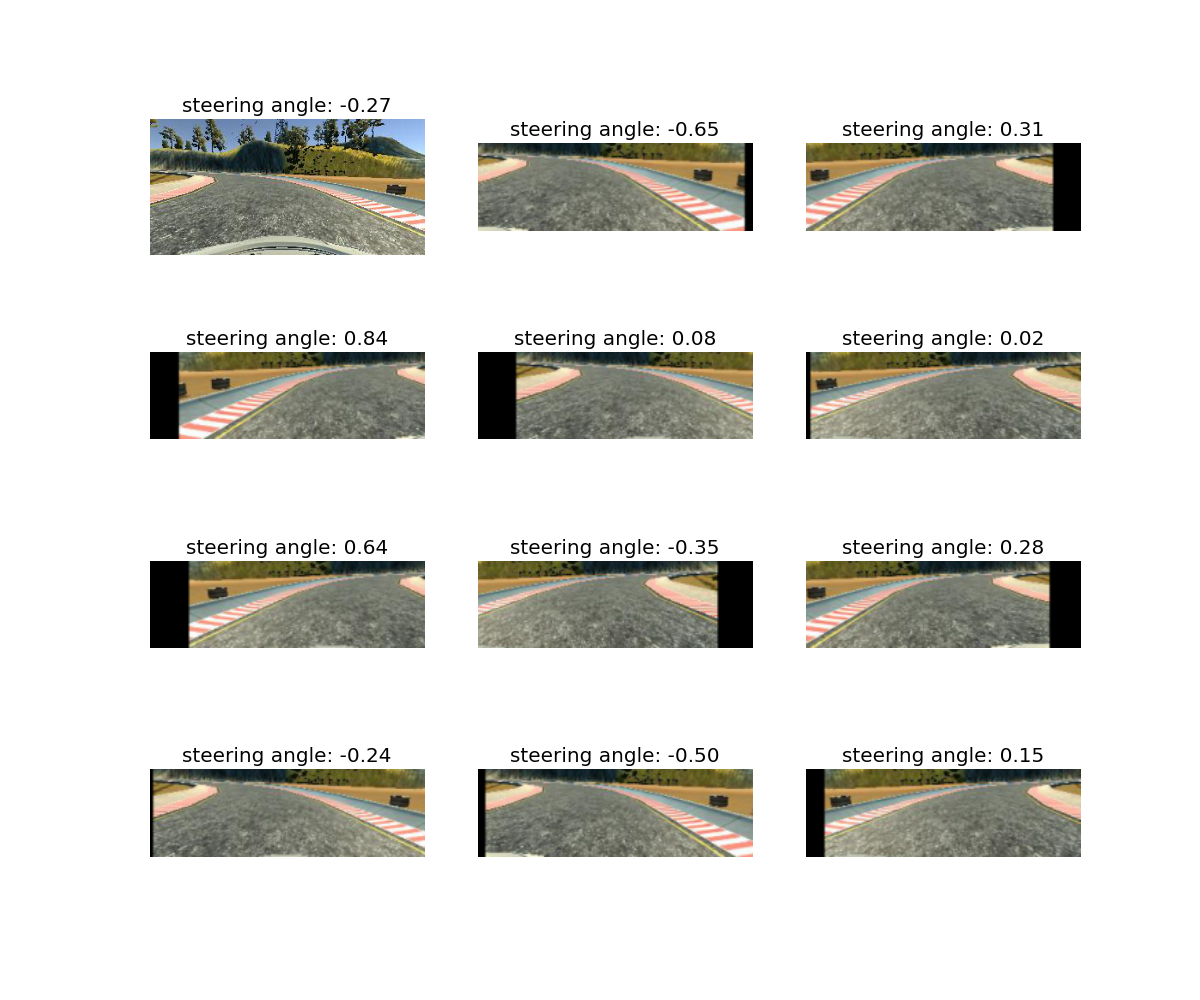 steering angle: -0.27
steering angle: -0.65
steering angle: 0.31
steering angle: 0.84
steering angle: 0.08
steering angle: 0.02
steering angle: 0.64
steering angle: -0.35
steering angle: 0.28
steering angle: -0.24
steering angle: -0.50
steering angle: 0.15